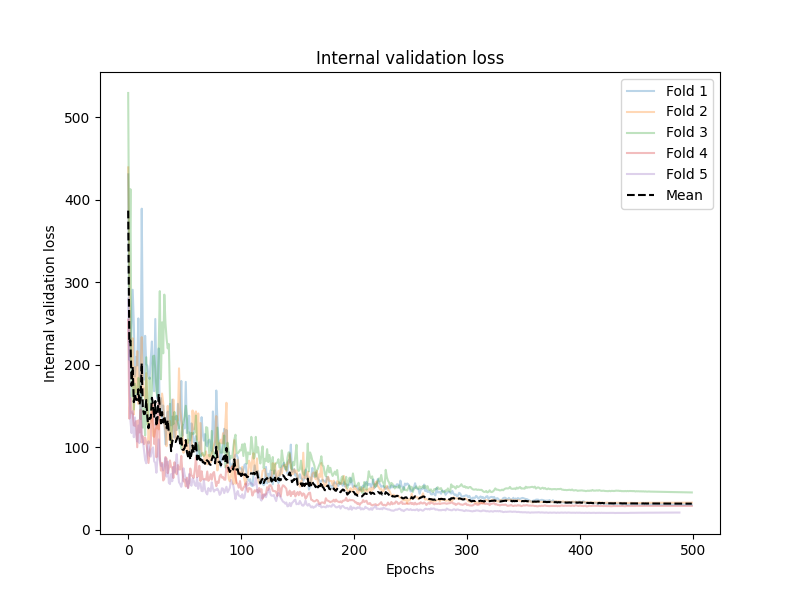 Internal validation loss
Fold 1
Fold 2
Fold 3
Fold 4
Fold 5
Mean
500
400
300
200
100
0
Internal validation loss
0 100 200 300 400 500
Epochs